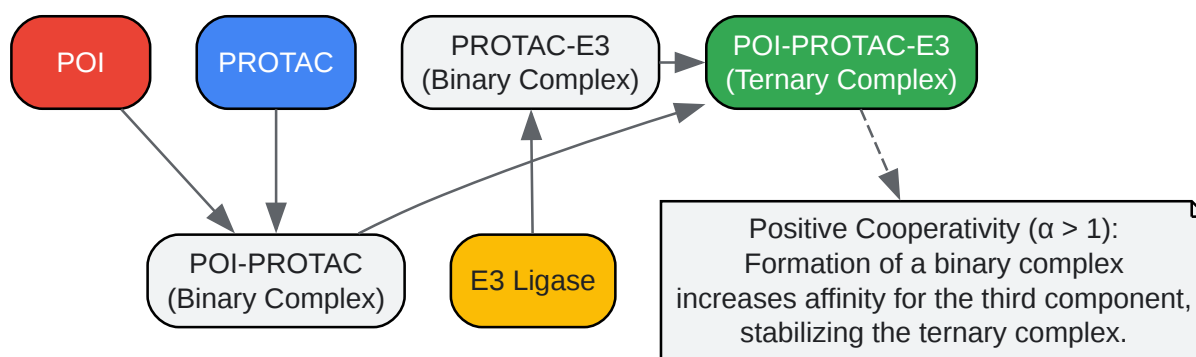 POI
PROTAC
PROTAC-E3
(Binary Complex)
POI-PROTAC-E3
(Ternary Complex)
POI-PROTAC
(Binary Complex)
E3 Ligase
Positive Cooperativity (α > 1):
Formation of a binary complex
increases affinity for the third component,
stabilizing the ternary complex.